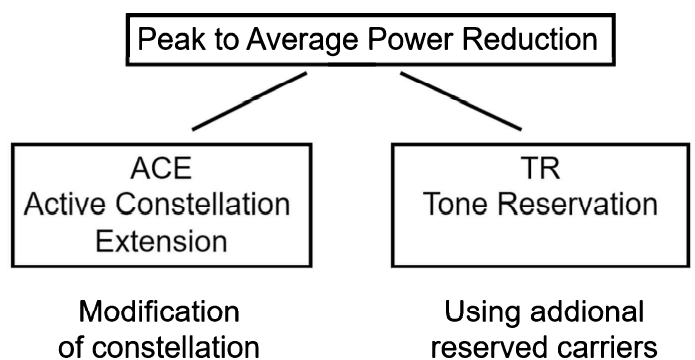 Peak to Average Power Reduction
ACE
Active Constellation
Extension
TR
Tone Reservation
Modification
of constellation
Using addional
reserved carriers